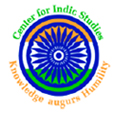 Center for Indic Studies
Knowledge augurs Humility